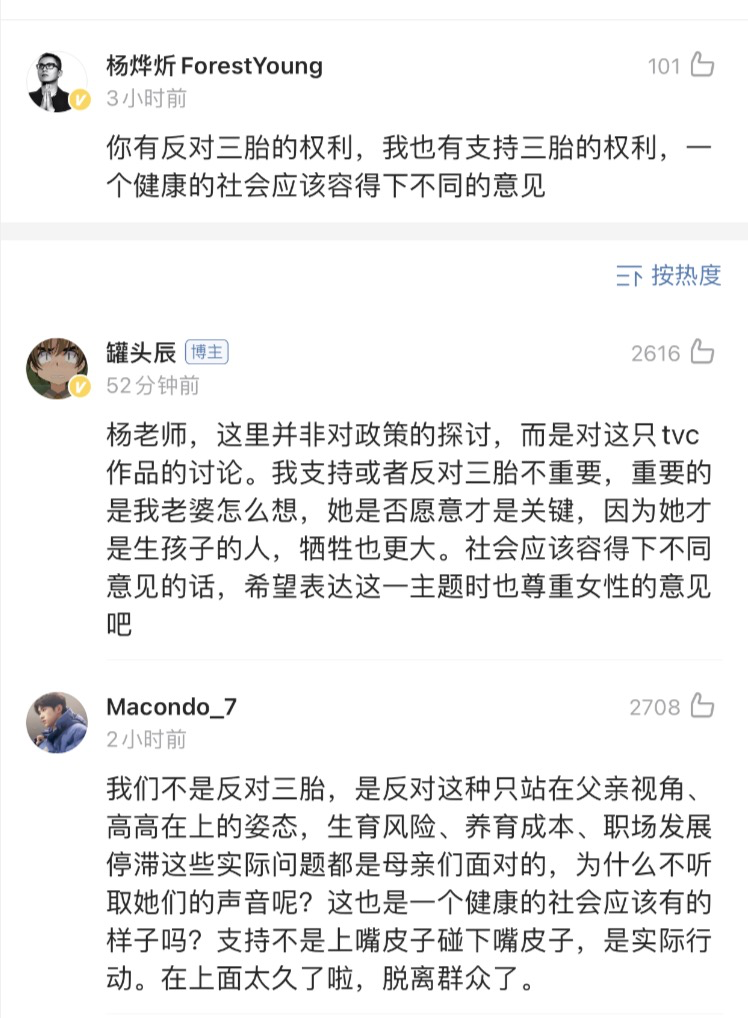 杨烨炘ForestYoung
101
3小时前
你有反对三胎的权利，我也有支持三胎的权利，一
个健康的社会应该容得下不同的意见
按热度
罐头辰 博主
2616
52分钟前
杨老师，这里并非对政策的探讨，而是对这只tvc
作品的讨论。我支持或者反对三胎不重要，重要的
是我老婆怎么想，她是否愿意才是关键，因为她才
是生孩子的人，牺牲也更大。社会应该容得下不同
意见的话，希望表达这一主题时也尊重女性的意见
吧
Macondo_7
2708
2小时前
我们不是反对三胎，是反对这种只站在父亲视角、
高高在上的姿态，生育风险、养育成本、职场发展
停滞这些实际问题都是母亲们面对的，为什么不听
取她们的声音呢？这也是一个健康的社会应该有的
样子吗？支持不是上嘴皮子碰下嘴皮子，是实际行
动。在上面太久了啦，脱离群众了。